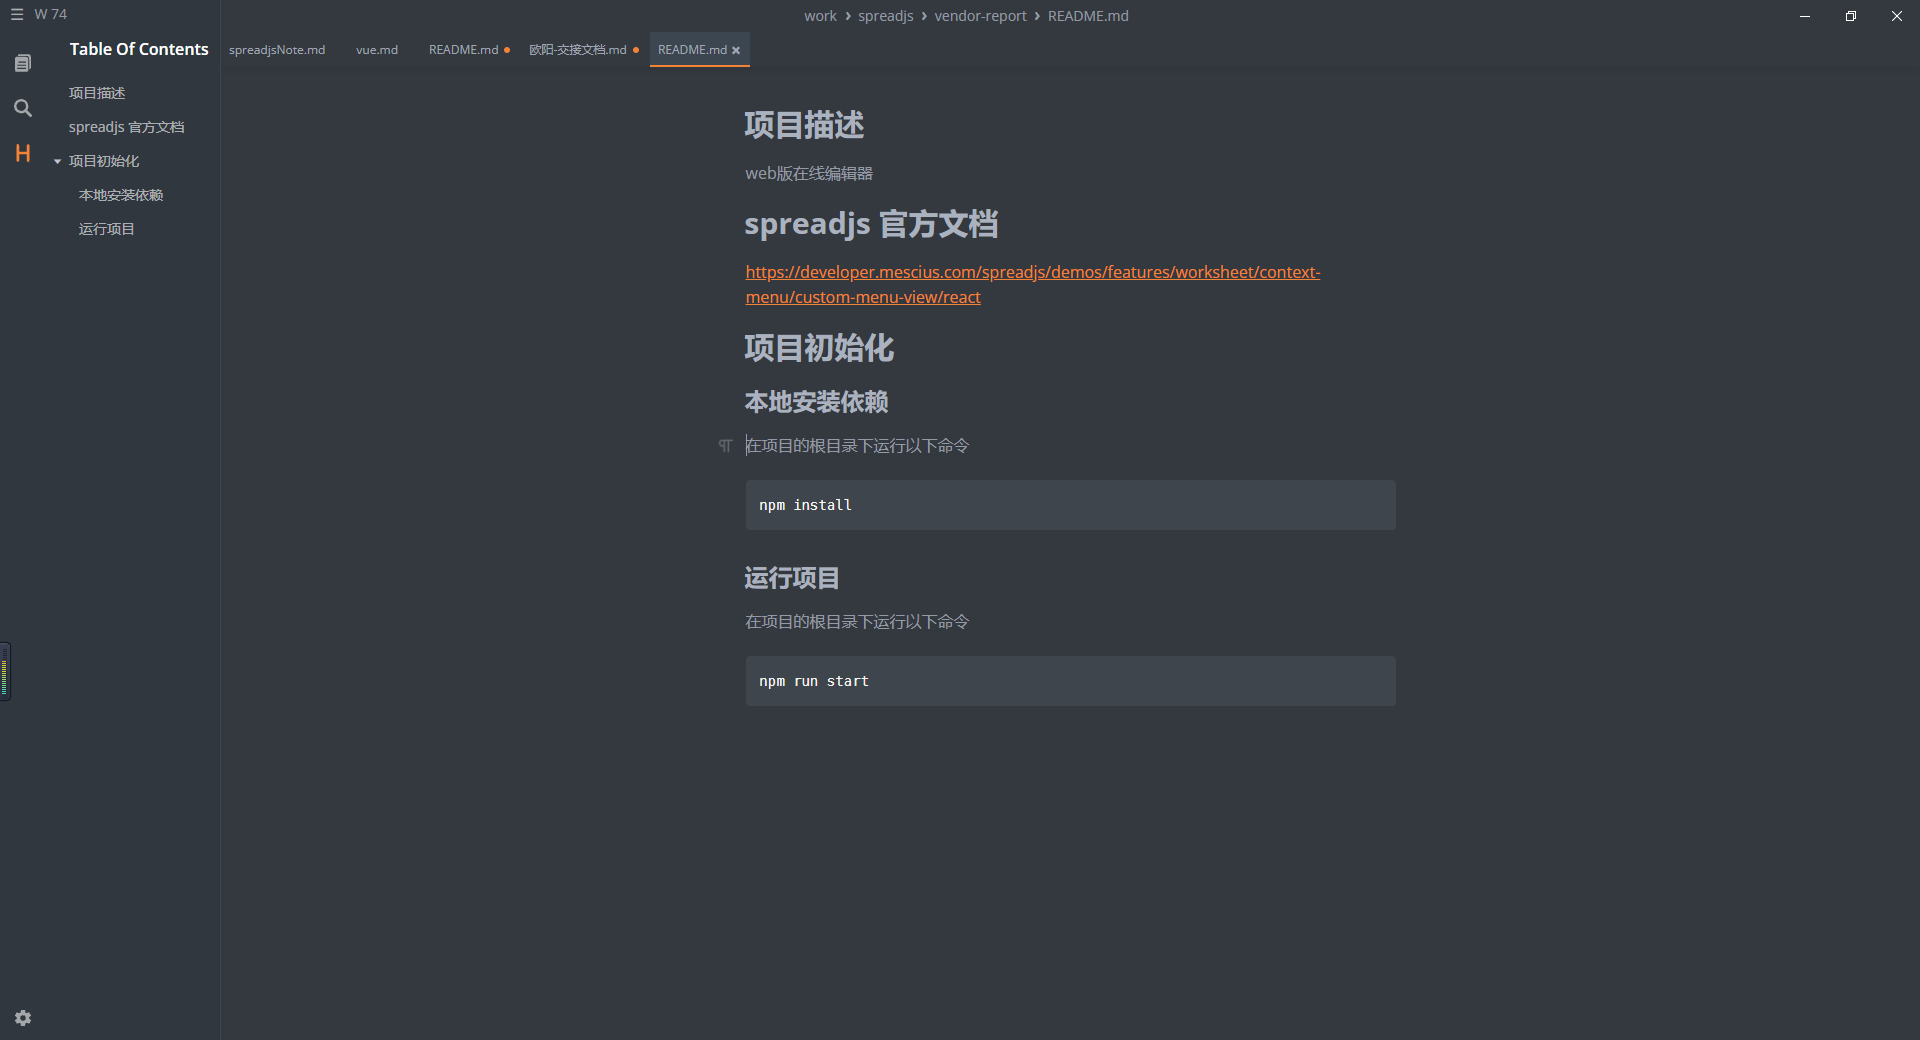 W 74
work › spreadjs › vendor-report › README.md
Table Of Contents
spreadjsNote.md
vue.md
README.md
欧阳-交接文档.md
README.md
项目描述
spreadjs 官方文档
项目初始化
本地安装依赖
运行项目
项目描述
web版在线编辑器
spreadjs 官方文档
https://developer.mescius.com/spreadjs/demos/features/worksheet/context-
menu/custom-menu-view/react
项目初始化
本地安装依赖
在项目的根目录下运行以下命令
npm install
运行项目
在项目的根目录下运行以下命令
npm run start